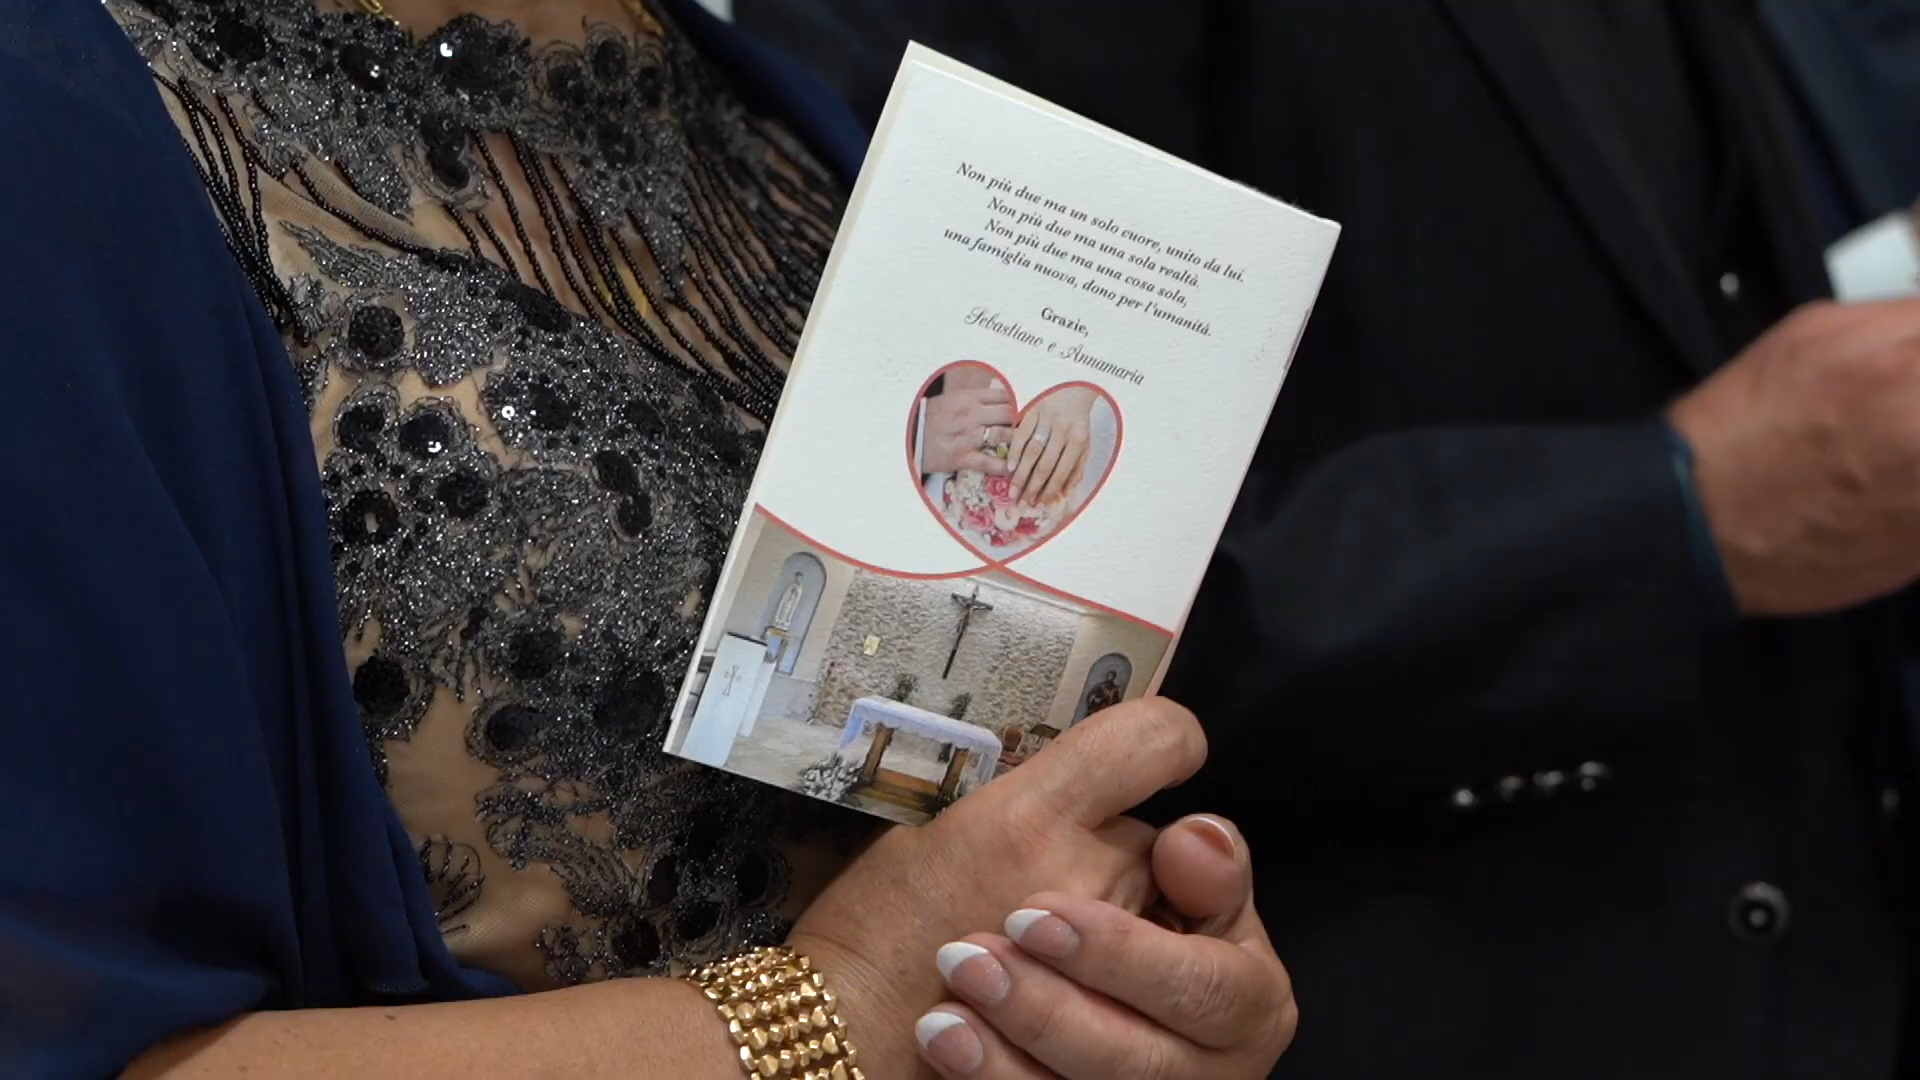 Non più due ma un solo cuore, unito da lui.
Non più due ma una sola realtà.
Non più due ma una cosa sola,
una famiglia nuova, dono per l'umanità.
Grazie,
Sebastiano e Annamaria